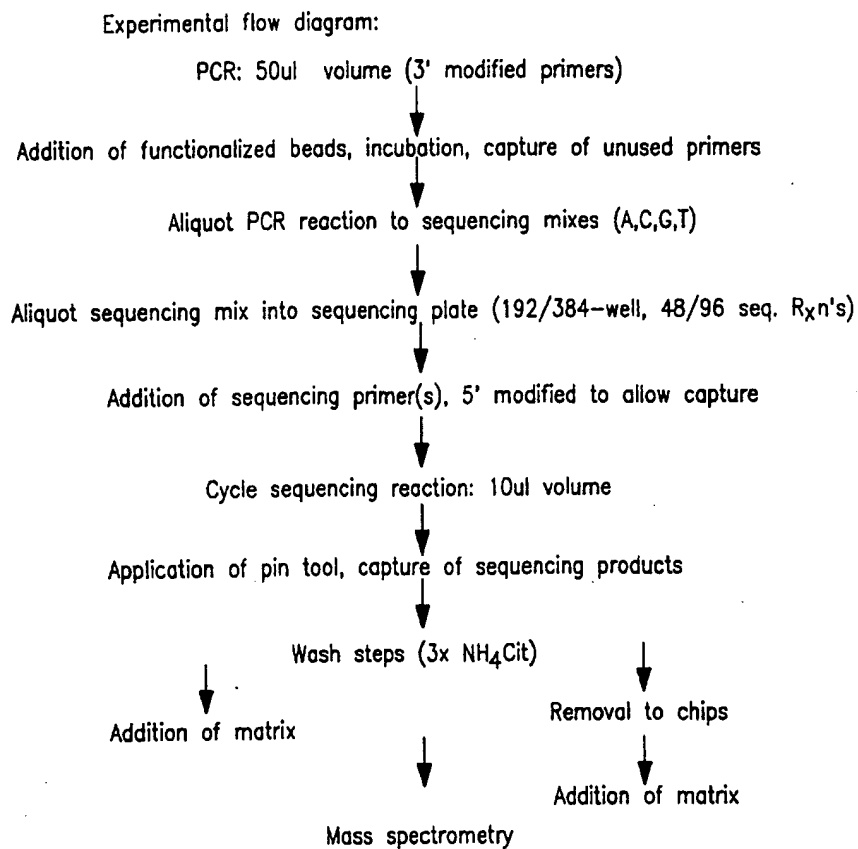 Experimental flow diagram:
PCR: 50ul volume (3' modified primers)
Addition of functionalized beads, incubation, capture of unused primers
Aliquot PCR reaction to sequencing mixes (A,C,G,T)
Aliquot sequencing mix into sequencing plate (192/384-well, 48/96 seq. Rxn's)
Addition of sequencing primer(s), 5' modified to allow capture
Cycle sequencing reaction: 10ul volume
Application of pin tool, capture of sequencing products
Wash steps (3x NH4Cit)
Addition of matrix
Removal to chips
Addition of matrix
Mass spectrometry